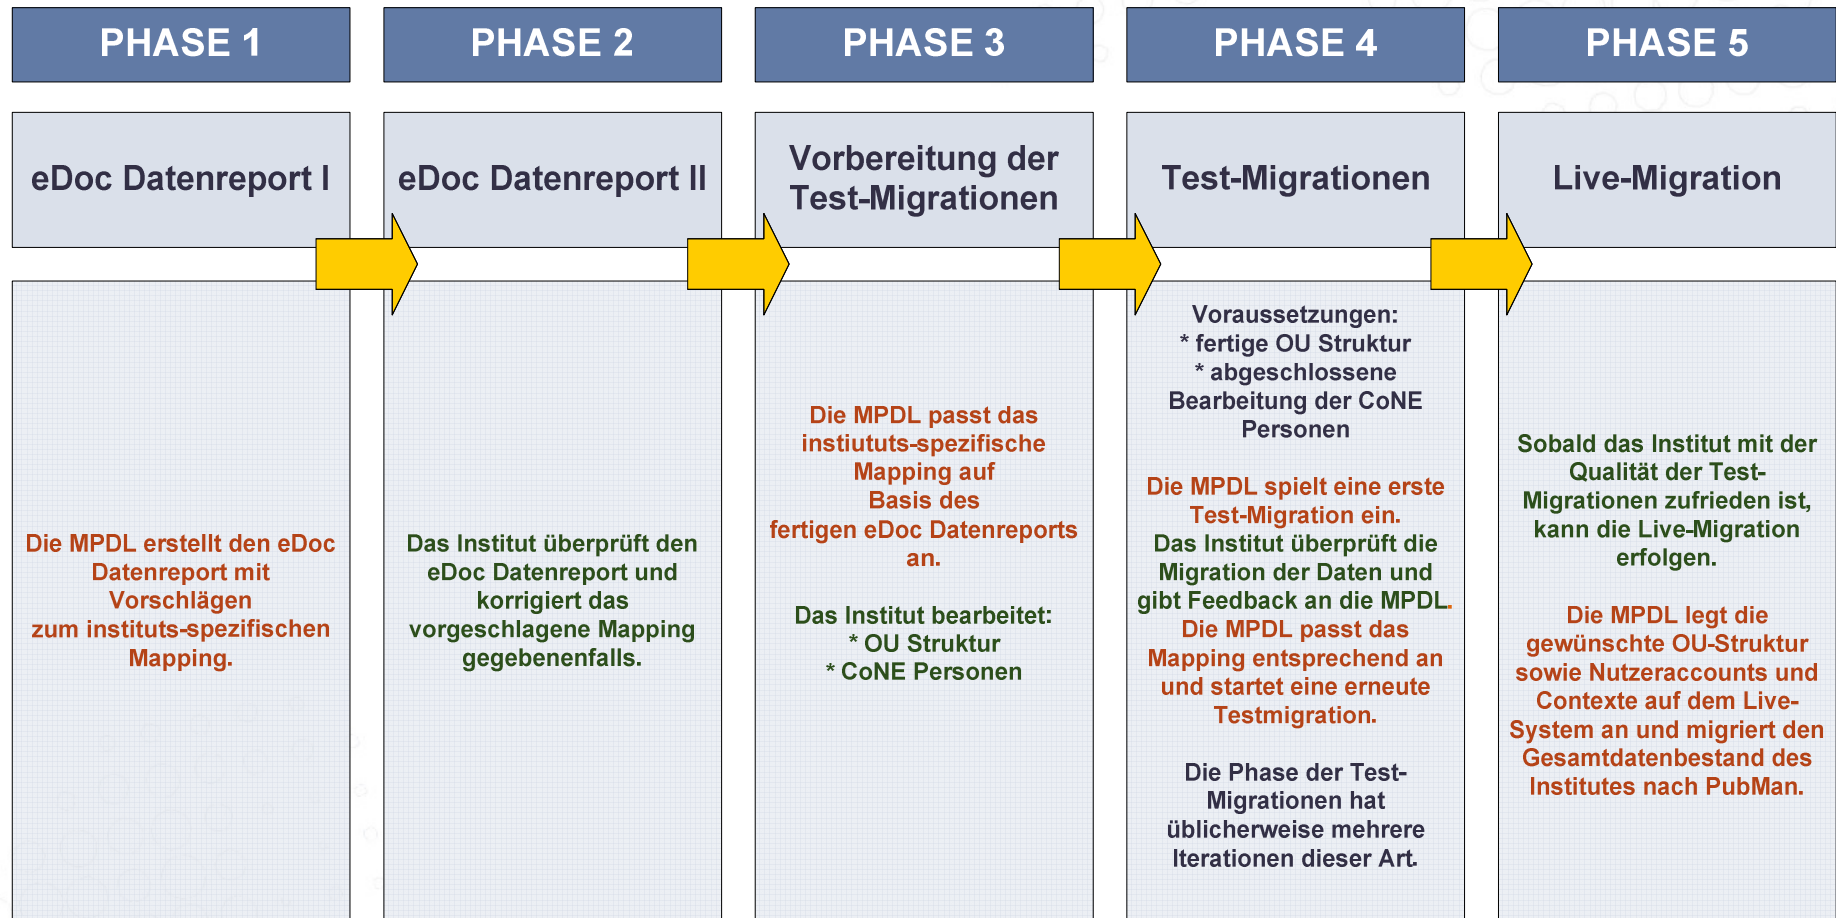 PHASE 1
eDoc Datenreport I
Die MPDL erstellt den eDoc
Datenreport mit
Vorschlägen
zum instituts-spezifischen
Mapping.
PHASE 2
eDoc Datenreport II
Das Institut überprüft den
eDoc Datenreport und
korrigiert das
vorgeschlagene Mapping
gegebenenfalls.
PHASE 3
Vorbereitung der
Test-Migrationen
Die MPDL passt das
instiututs-spezifische
Mapping auf
Basis des
fertigen eDoc Datenreports
an.
Das Institut bearbeitet:
* OU Struktur
* CoNE Personen
PHASE 4
Test-Migrationen
Voraussetzungen:
* fertige OU Struktur
* abgeschlossene
Bearbeitung der CoNE
Personen
Die MPDL spielt eine erste
Test-Migration ein.
Das Institut überprüft die
Migration der Daten und
gibt Feedback an die MPDL.
Die MPDL passt das
Mapping entsprechend an
und startet eine erneute
Testmigration.
Die Phase der Test-
Migrationen hat
üblicherweise mehrere
Iterationen dieser Art.
PHASE 5
Live-Migration
Sobald das Institut mit der
Qualität der Test-
Migrationen zufrieden ist,
kann die Live-Migration
erfolgen.
Die MPDL legt die
gewünschte OU-Struktur
sowie Nutzeraccounts und
Contexte auf dem Live-
System an und migriert den
Gesamtdatenbestand des
Institutes nach PubMan.